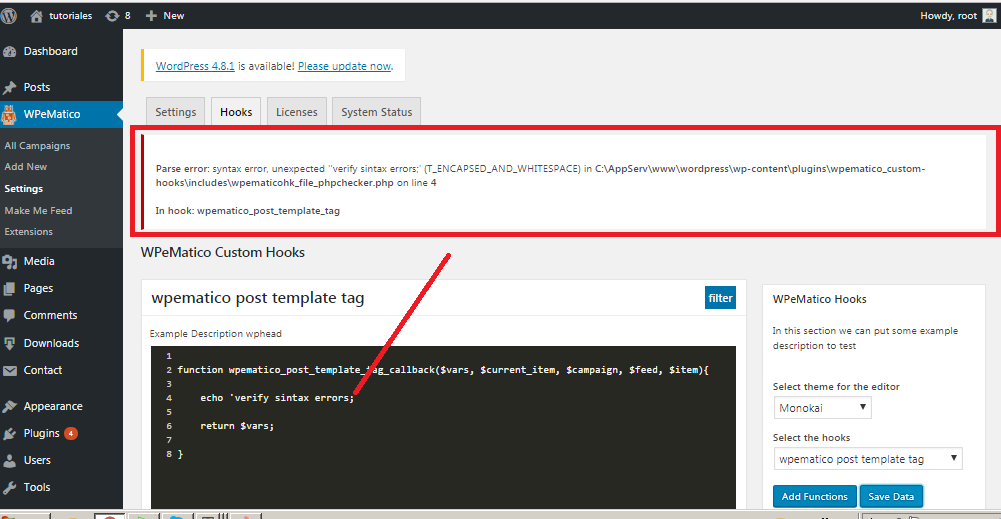 tutoriales 8 New Howdy, root
Dashboard
Posts
WPeMatico
All Campaigns
Add New
Settings
Make Me Feed
Extensions
Media
Pages
Comments
Downloads
Contact
Appearance
Plugins 4
Users
Tools
WordPress 4.8.1 is available! Please update now.
Settings Hooks Licenses System Status
Parse error: syntax error, unexpected ''verify sintax errors;' (T_ENCAPSED_AND_WHITESPACE) in C:\AppServ\www\wordpress\wp-content\plugins\wpematico_custom-
hooks\includes\wpematicohk_file_phpchecker.php on line 4
In hook: wpematico_post_template_tag
WPeMatico Custom Hooks
wpematico post template tag filter
Example Description wphead
1
2 function wpematico_post_template_tag_callback($vars, $current_item, $campaign, $feed, $item){
3
4 echo 'verify sintax errors;
5
6 return $vars;
7
8 }
WPeMatico Hooks
In this section we can put some example
description to test
Select theme for the editor
Monokai
Select the hooks
wpematico post template tag
Add Functions Save Data